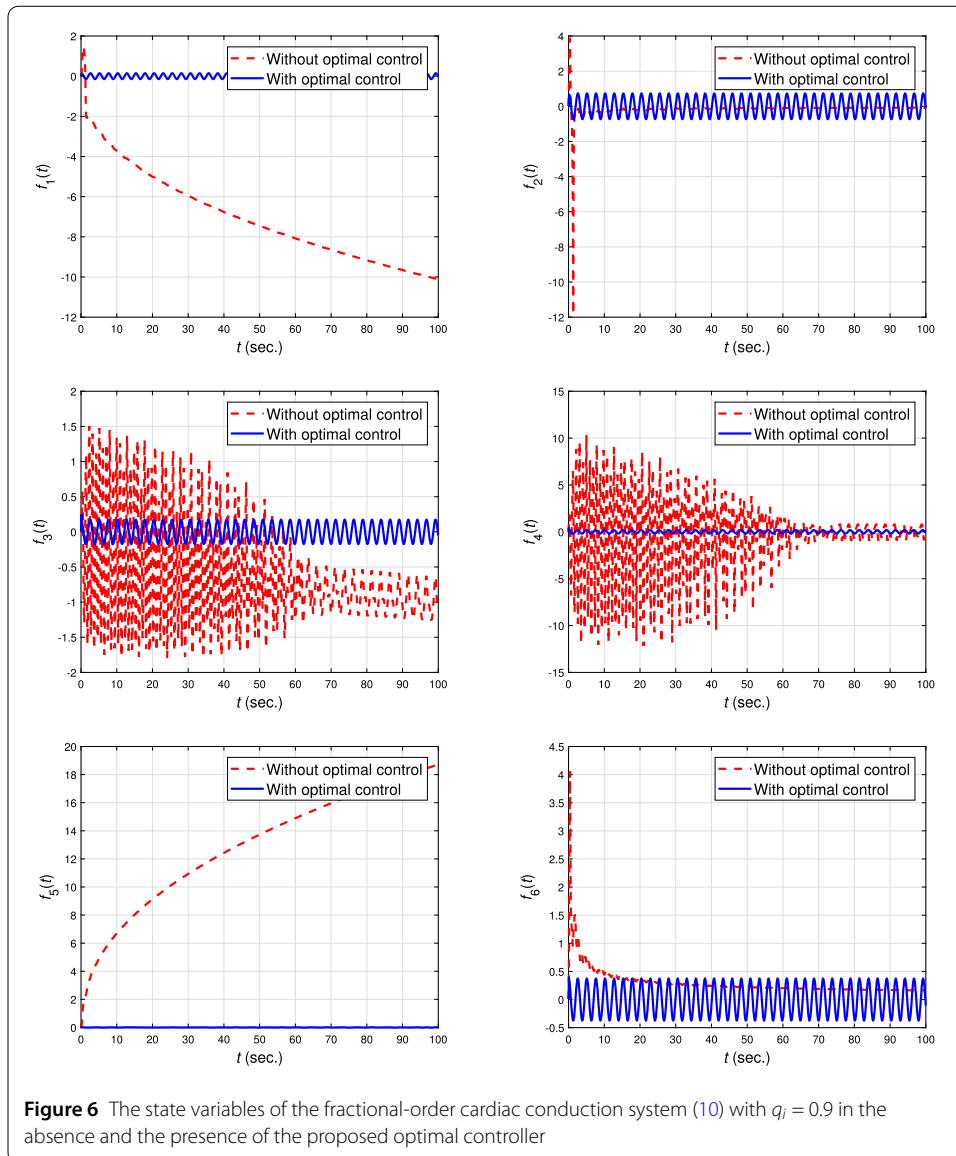 2
0
-2
-4
-6
-8
-10
-12
f₁(t)
Without optimal control
With optimal control
0 10 20 30 40 50 60 70 80 90 100
t (sec.)
4
2
0
-2
-4
-6
-8
-10
-12
f₂(t)
Without optimal control
With optimal control
0 10 20 30 40 50 60 70 80 90 100
t (sec.)
2
1.5
1
0.5
0
-0.5
-1
-1.5
-2
f₃(t)
Without optimal control
With optimal control
0 10 20 30 40 50 60 70 80 90 100
t (sec.)
15
10
5
0
-5
-10
-15
f₄(t)
Without optimal control
With optimal control
0 10 20 30 40 50 60 70 80 90 100
t (sec.)
20
18
16
14
12
10
8
6
4
2
0
f₅(t)
Without optimal control
With optimal control
0 10 20 30 40 50 60 70 80 90 100
t (sec.)
4.5
4
3.5
3
2.5
2
1.5
1
0.5
0
-0.5
f₆(t)
Without optimal control
With optimal control
0 10 20 30 40 50 60 70 80 90 100
t (sec.)
Figure 6 The state variables of the fractional-order cardiac conduction system (10) with qᵢ = 0.9 in the
absence and the presence of the proposed optimal controller